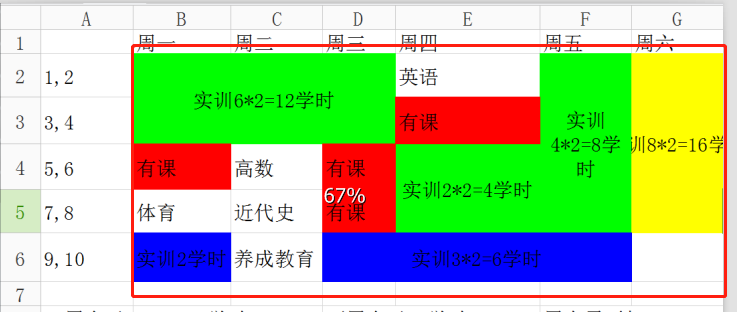 A B C D E F G
1 周一 周二 周三 周四 周五 周六
2 1,2 实训6*2=12学时 英语
3 3,4 有课 实训
4*2=8学
时
训8*2=16学
4 5,6 有课 高数 有课
实训2*2=4学时
67%
5 7,8 体育 近代史 有课
6 9,10 实训2学时 养成教育 实训3*2=6学时
7